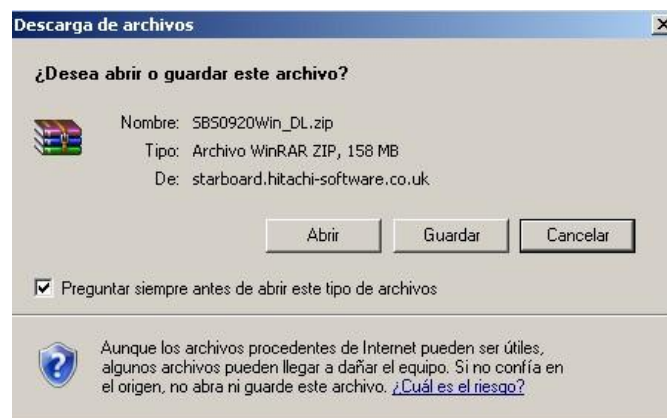 Descarga de archivos
¿Desea abrir o guardar este archivo?
Nombre: SBS0920Win_DL.zip
Tipo: Archivo WinRAR ZIP, 158 MB
De: starboard.hitachi-software.co.uk
Abrir Guardar Cancelar
Preguntar siempre antes de abrir este tipo de archivos
Aunque los archivos procedentes de Internet pueden ser útiles,
algunos archivos pueden llegar a dañar el equipo. Si no confía en
el origen, no abra ni guarde este archivo. ¿Cuál es el riesgo?